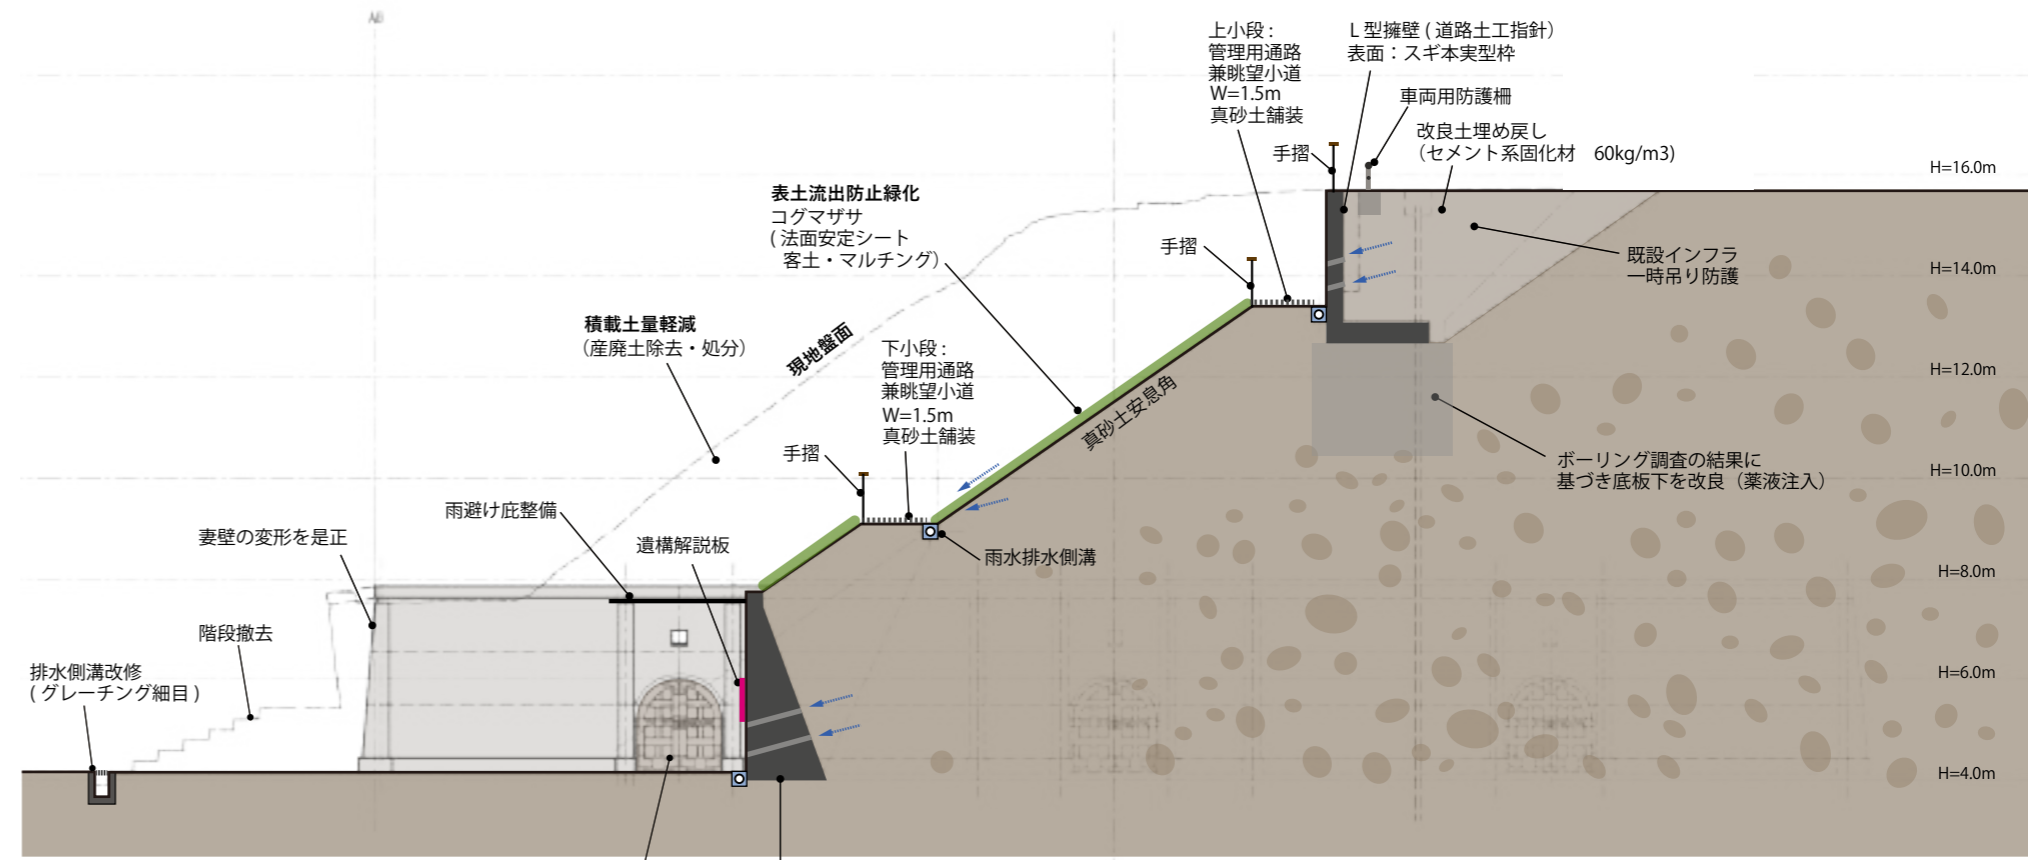 上小段：
管理用通路
兼眺望小道
W=1.5m
真砂土舗装
L 型擁壁 ( 道路土工指針）
表面：スギ本実型枠
車両用防護柵
改良土埋め戻し
（セメント系固化材　60kg/m3)
手摺
H=16.0m
表土流出防止緑化
コグマザサ
( 法面安定シート
客土・マルチング）
手摺
既設インフラ
一時吊り防護
H=14.0m
積載土量軽減
（産廃土除去・処分）
現地盤面
下小段：
管理用通路
兼眺望小道
W=1.5m
真砂土舗装
H=12.0m
真砂土安息角
手摺
ボーリング調査の結果に
基づき底板下を改良（薬液注入）
H=10.0m
雨避け庇整備
妻壁の変形を是正
遺構解説板
雨水排水側溝
H=8.0m
階段撤去
排水側溝改修
( グレーチング細目 )
H=6.0m
H=4.0m